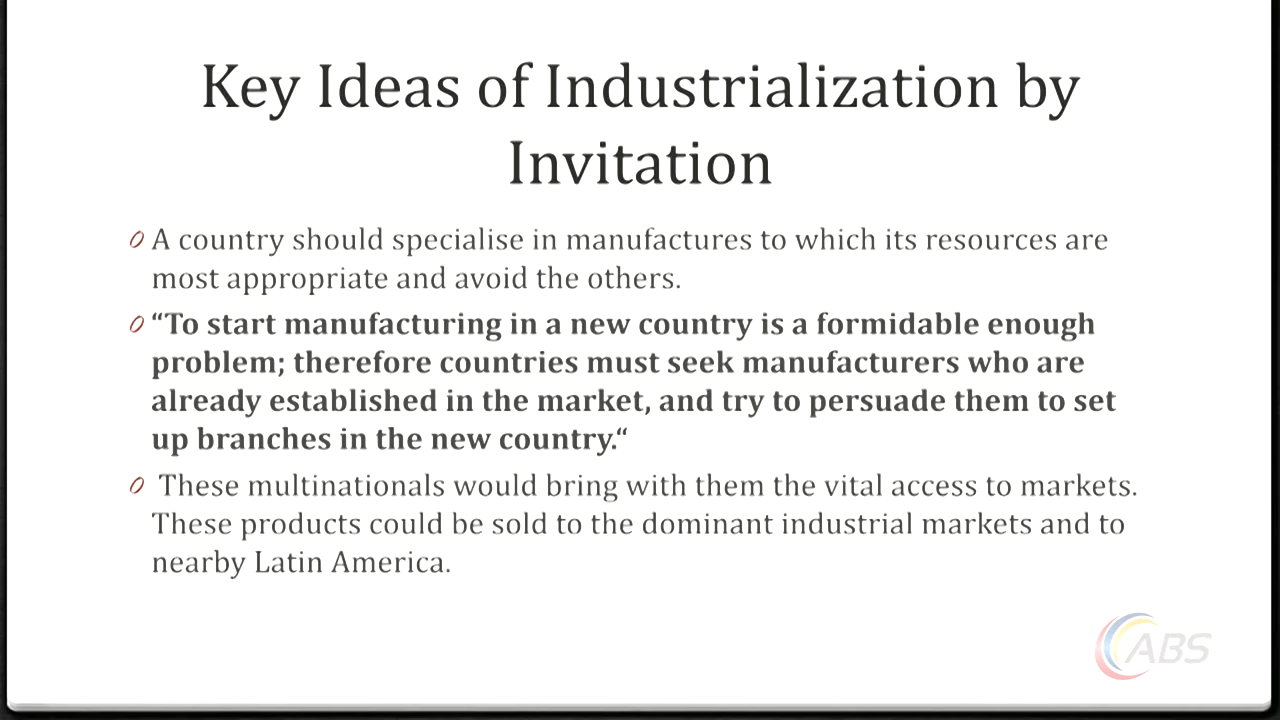 Key Ideas of Industrialization by
Invitation
A country should specialise in manufactures to which its resources are
most appropriate and avoid the others.
“To start manufacturing in a new country is a formidable enough
problem; therefore countries must seek manufacturers who are
already established in the market, and try to persuade them to set
up branches in the new country.“
These multinationals would bring with them the vital access to markets.
These products could be sold to the dominant industrial markets and to
nearby Latin America.
ABS